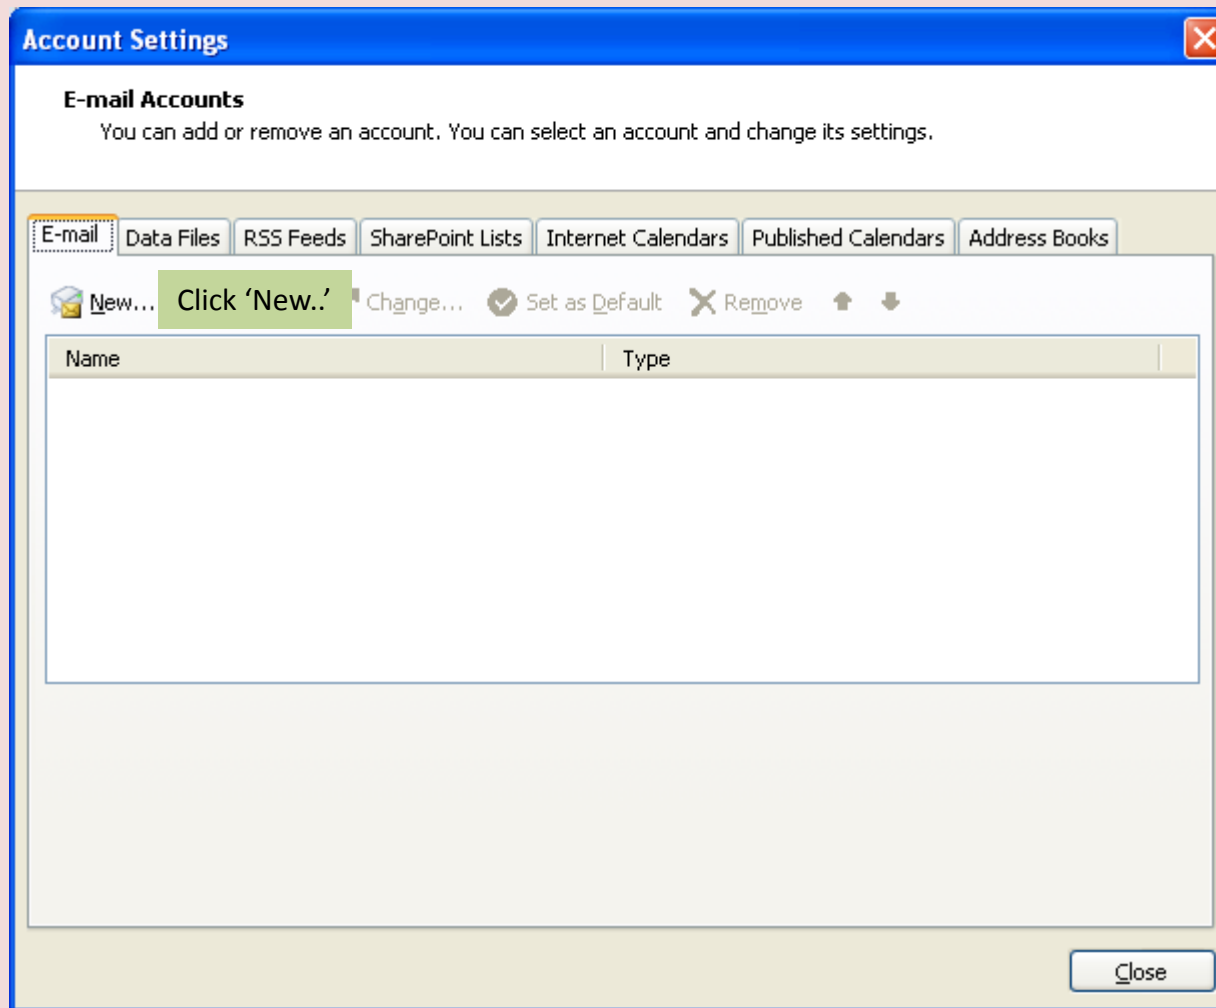 Account Settings
E-mail Accounts
You can add or remove an account. You can select an account and change its settings.
E-mail Data Files RSS Feeds SharePoint Lists Internet Calendars Published Calendars Address Books
New... Click ‘New..’ Change... Set as Default Remove
Name Type
Close